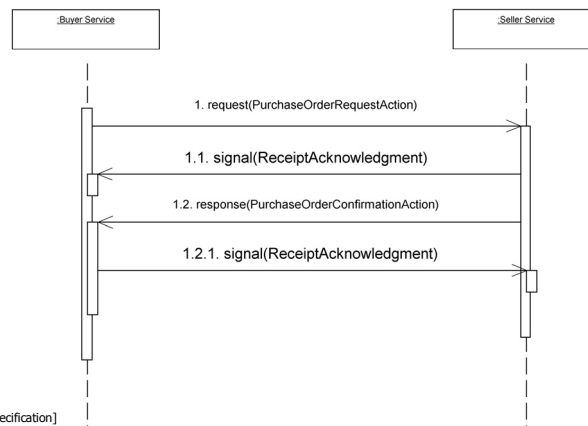 :Buyer Service
:Seller Service
1. request(PurchaseOrderRequestAction)
1.1. signal(ReceiptAcknowledgment)
1.2. response(PurchaseOrderConfirmationAction)
1.2.1. signal(ReceiptAcknowledgment)
ecification]